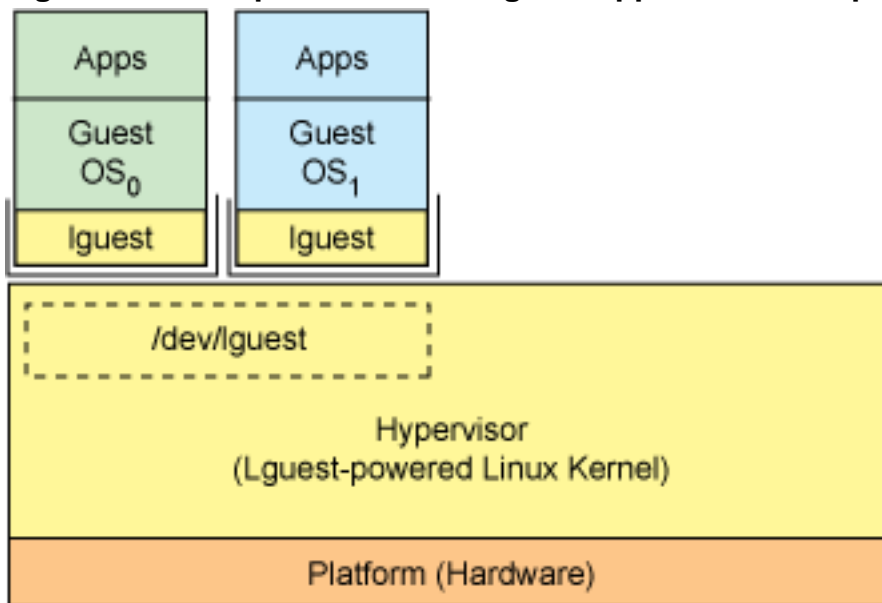 Apps
Guest
OS0
lguest
Apps
Guest
OS1
lguest
/dev/lguest
Hypervisor
(Lguest-powered Linux Kernel)
Platform (Hardware)